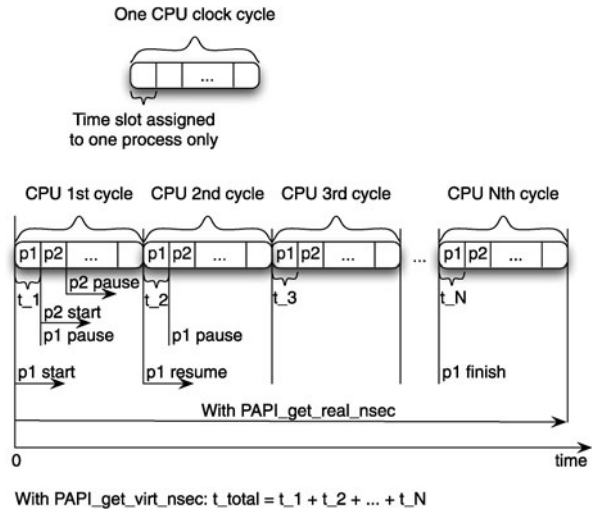 One CPU clock cycle
...
Time slot assigned
to one process only
CPU 1st cycle CPU 2nd cycle CPU 3rd cycle CPU Nth cycle
p1 p2 ... p1 p2 ... p1 p2 ... ... p1 p2 ...
t_1 p2 pause t_2 t_3 t_N
p2 start
p1 pause p1 pause
p1 start p1 resume p1 finish
With PAPI_get_real_nsec
0 time
With PAPI_get_virt_nsec: t_total = t_1 + t_2 + ... + t_N